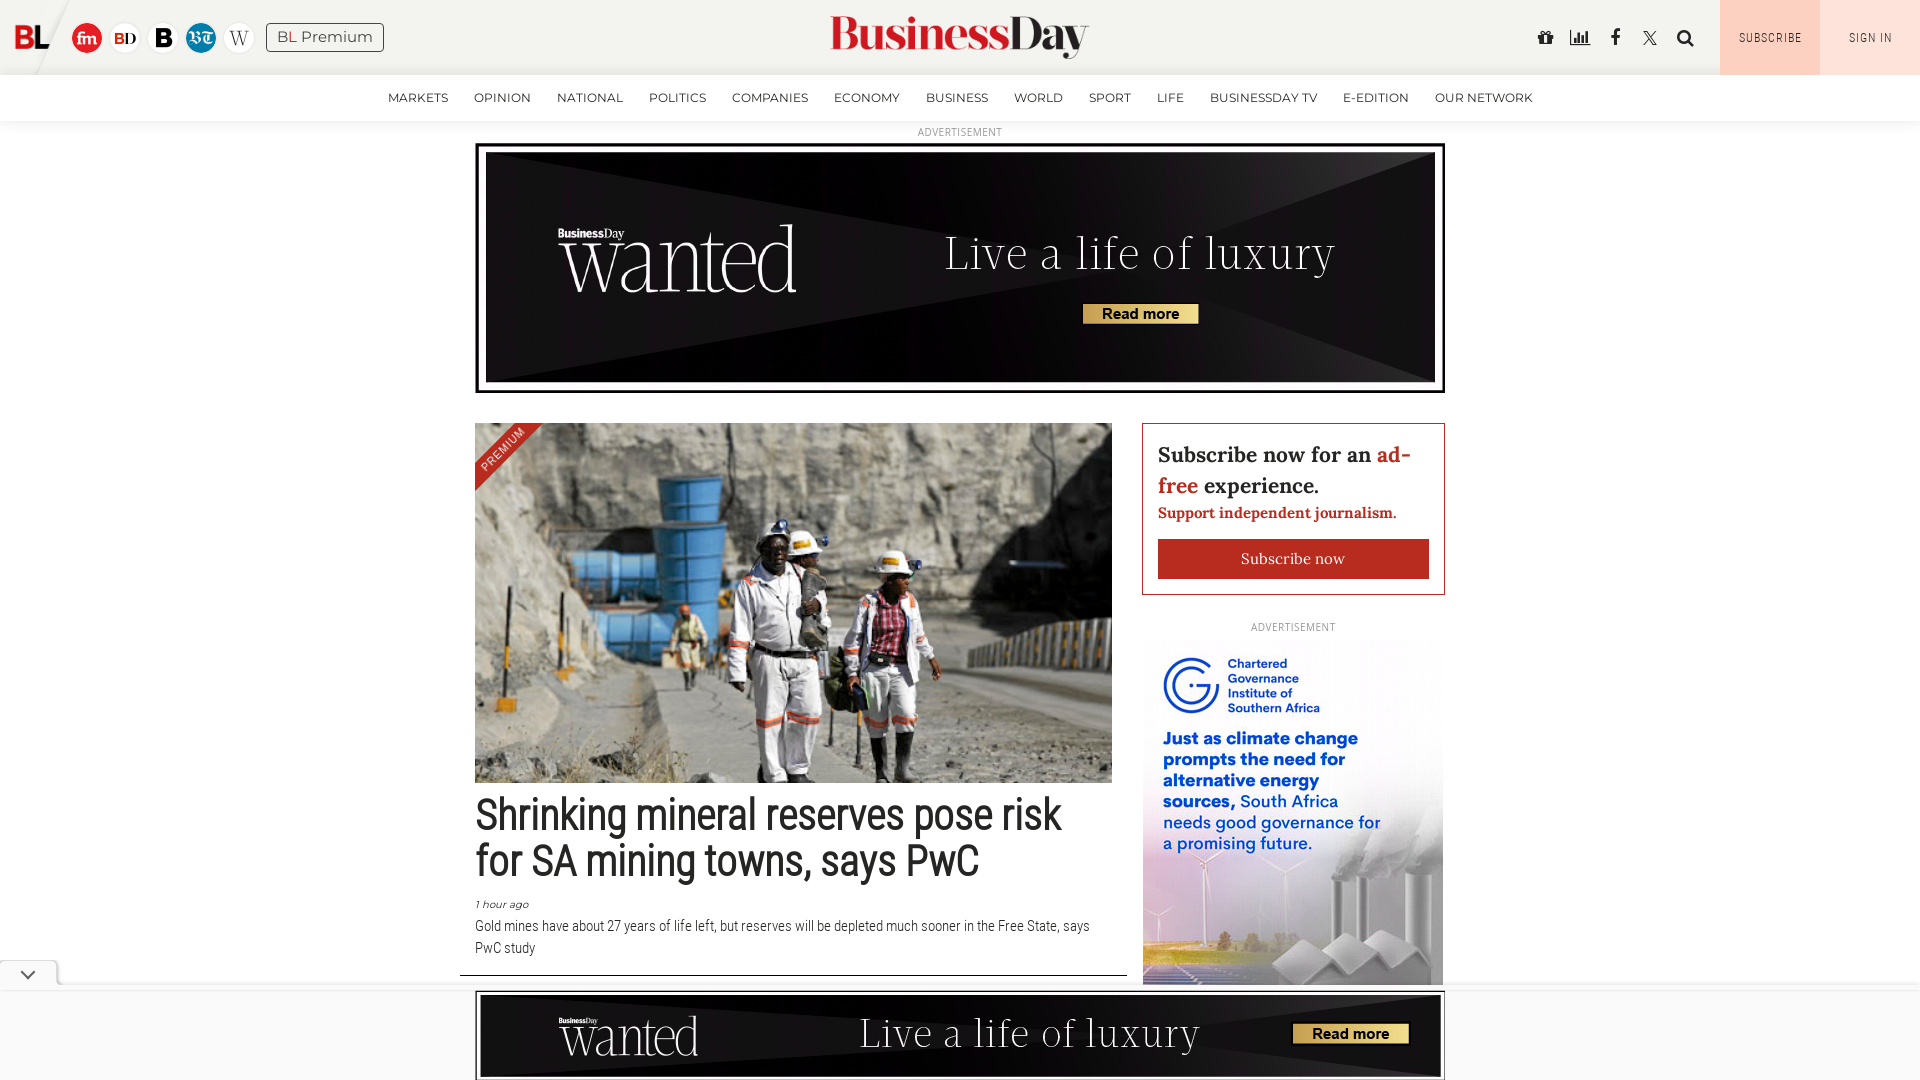 BL
fm
BD
B
BT
W
BL Premium
BusinessDay
SUBSCRIBE
SIGN IN
MARKETS
OPINION
NATIONAL
POLITICS
COMPANIES
ECONOMY
BUSINESS
WORLD
SPORT
LIFE
BUSINESSDAY TV
E-EDITION
OUR NETWORK
ADVERTISEMENT
BusinessDay
wanted
Live a life of luxury
Read more
PREMIUM
Shrinking mineral reserves pose risk
for SA mining towns, says PwC
1 hour ago
Gold mines have about 27 years of life left, but reserves will be depleted much sooner in the Free State, says
PwC study
Subscribe now for an ad-
free experience.
Support independent journalism.
Subscribe now
ADVERTISEMENT
Chartered
Governance
Institute of
Southern Africa
Just as climate change
prompts the need for
alternative energy
sources, South Africa
needs good governance for
a promising future.
BusinessDay
wanted
Live a life of luxury
Read more